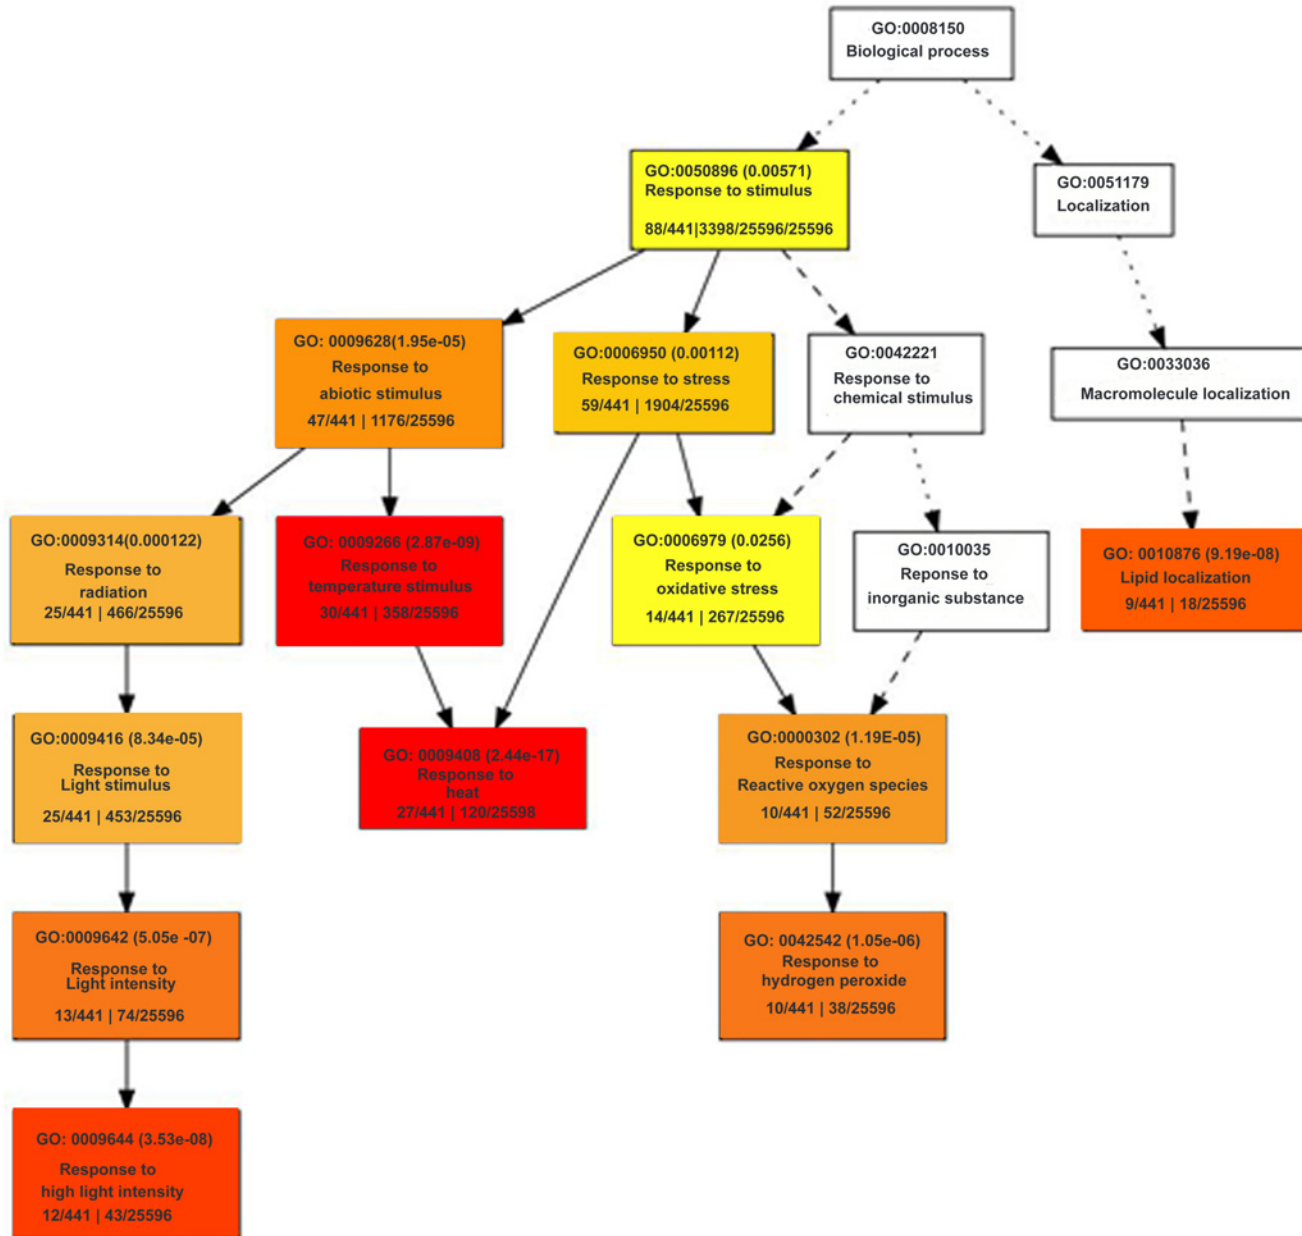 GO:0008150
Biological process
GO:0050896 (0.00571)
Response to stimulus
88/441|3398/25596/25596
GO:0051179
Localization
GO: 0009628(1.95e-05)
Response to
abiotic stimulus
47/441 | 1176/25596
GO:0006950 (0.00112)
Response to stress
59/441 | 1904/25596
GO:0042221
Response to
chemical stimulus
GO:0033036
Macromolecule localization
GO:0009314(0.000122)
Response to
radiation
25/441 | 466/25596
GO: 0009266 (2.87e-09)
Response to
temperature stimulus
30/441 | 358/25596
GO:0006979 (0.0256)
Response to
oxidative stress
14/441 | 267/25596
GO:0010035
Reponse to
inorganic substance
GO: 0010876 (9.19e-08)
Lipid localization
9/441 | 18/25596
GO:0009416 (8.34e-05)
Response to
Light stimulus
25/441 | 453/25596
GO: 0009408 (2.44e-17)
Response to
heat
27/441 | 120/25598
GO:0000302 (1.19E-05)
Response to
Reactive oxygen species
10/441 | 52/25596
GO:0009642 (5.05e -07)
Response to
Light intensity
13/441 | 74/25596
GO: 0042542 (1.05e-06)
Response to
hydrogen peroxide
10/441 | 38/25596
GO: 0009644 (3.53e-08)
Response to
high light intensity
12/441 | 43/25596